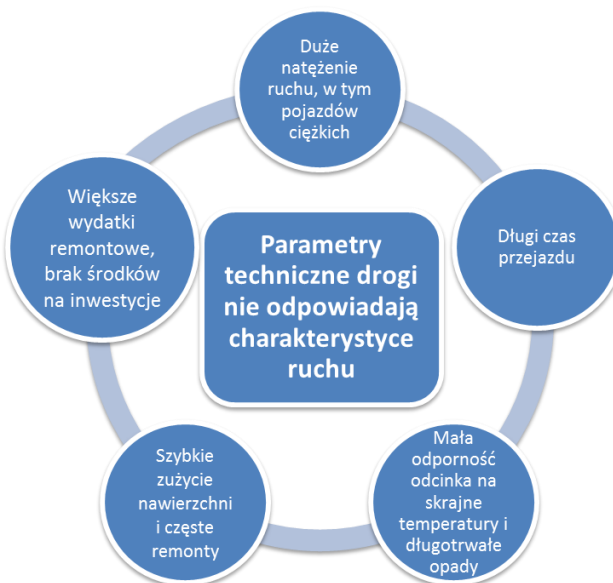 Duże
natężenie
ruchu, w tym
pojazdów
ciężkich
Większe
wydatki
remontowe,
brak środków
na inwestycje
Parametry
techniczne drogi
nie odpowiadają
charakterystyce
ruchu
Długi czas
przejazdu
Szybkie
zużycie
nawierzchni
i częste
remonty
Mała
odporność
odcinka na
skrajne
temperatury i
długotrwałe
opady